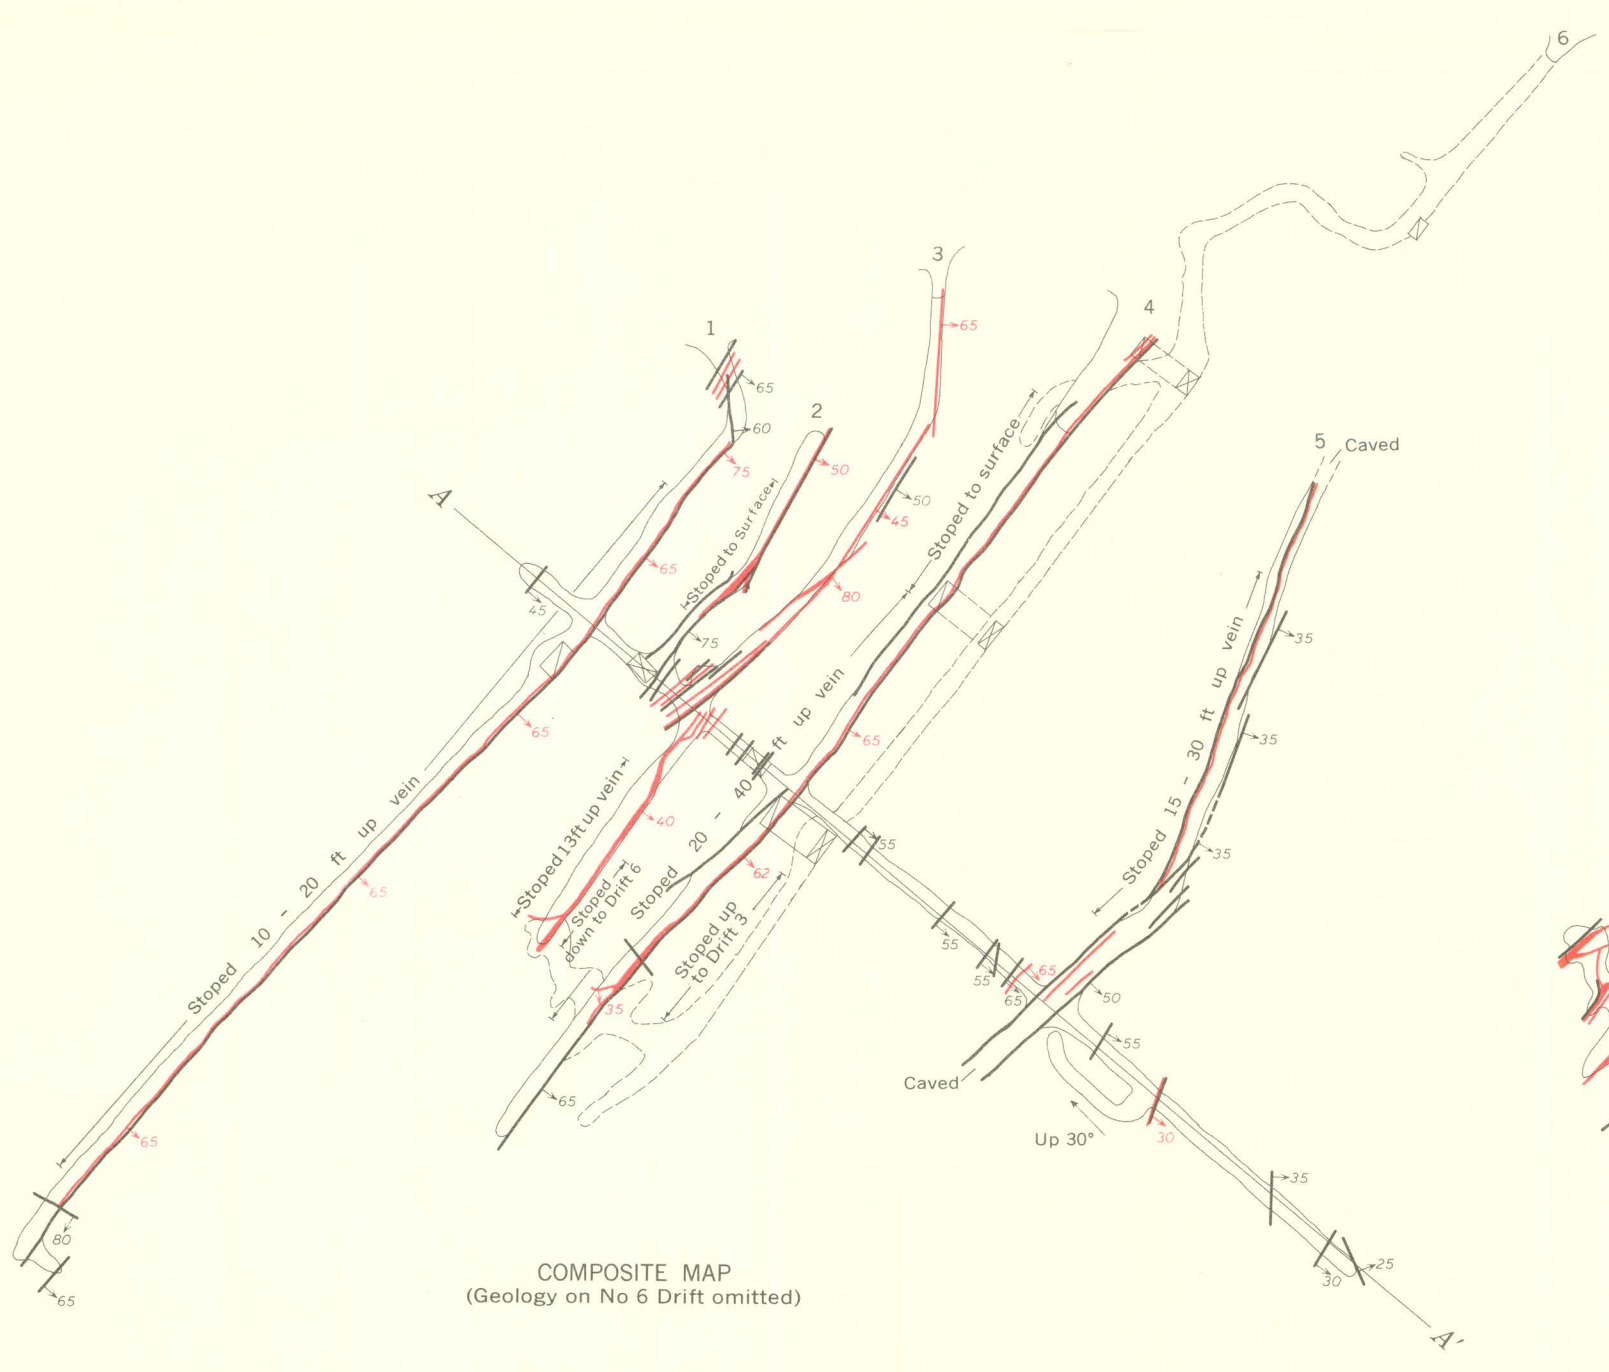 6
3
4
1
65
65
2
5
Caved
60
75
50
Stoped to surface
50
45
Stoped to surface
A
65
45
80
75
35
65
65
35
Stoped 15 - 30 ft up vein
Stoped 10 - 20 ft up vein
Stoped 13ft up vein
40
Stoped 20 - 40 ft up vein
55
35
62
65
Stoped
down to Drift 6
Stoped up
to Drift 3
55
55
65
65
50
35
55
Caved
65
Up 30°
30
65
35
80
65
30
25
COMPOSITE MAP
(Geology on No 6 Drift omitted)
A′